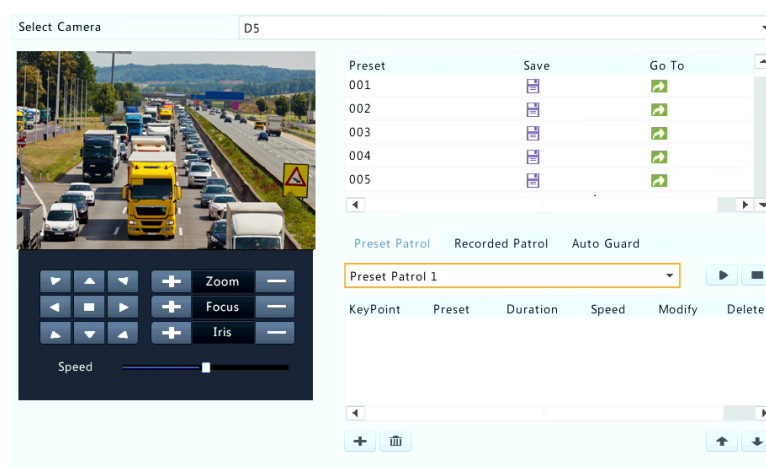 Select Camera D5
Preset Save Go To
001
002
003
004
005
Preset Patrol Recorded Patrol Auto Guard
Preset Patrol 1
KeyPoint Preset Duration Speed Modify Delete
Zoom
Focus
Iris
Speed